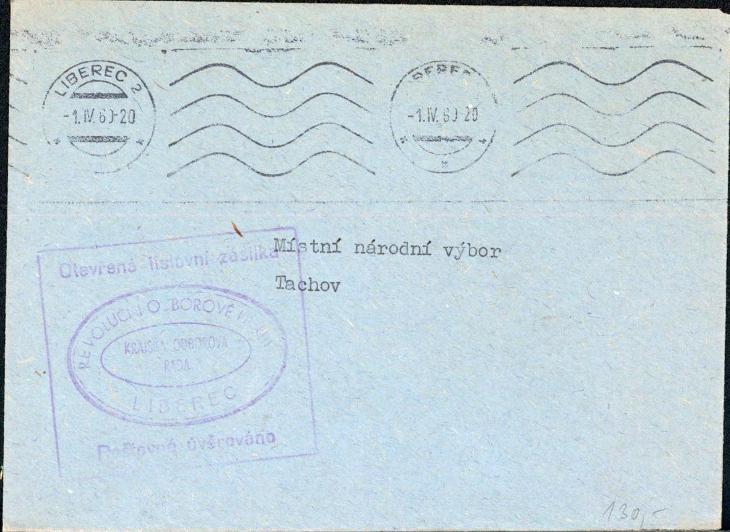 LIBEREC 2
-1.IV.60-20
-1.IV.60-20
Místní národní výbor
Tachov
Otevřená listovní zásilka
REVOLUČNÍ ODBOROVÉ HNUTÍ
KRAJSKÁ ODBOROVÁ
RADA
LIBEREC
Poštovné úvěrováno
130,-